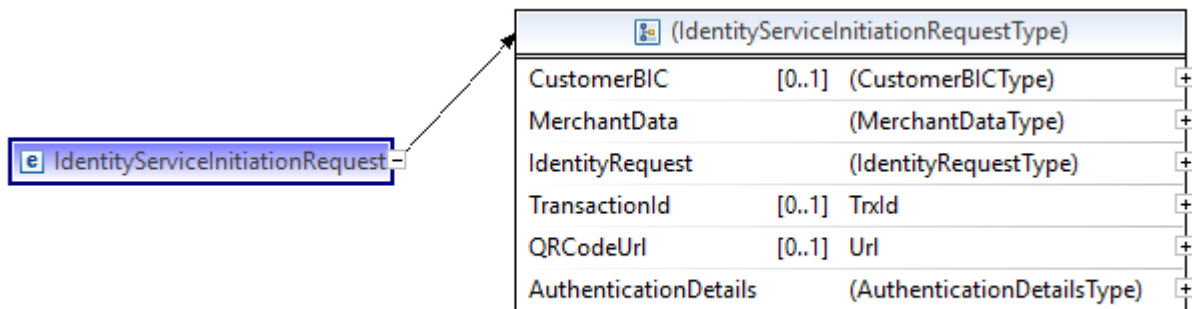 (IdentityServiceInitiationRequestType)
CustomerBIC [0..1] (CustomerBICType)
MerchantData (MerchantDataType)
e IdentityServiceInitiationRequest
IdentityRequest (IdentityRequestType)
TransactionId [0..1] TrxId
QRCodeUrl [0..1] Url
AuthenticationDetails (AuthenticationDetailsType)